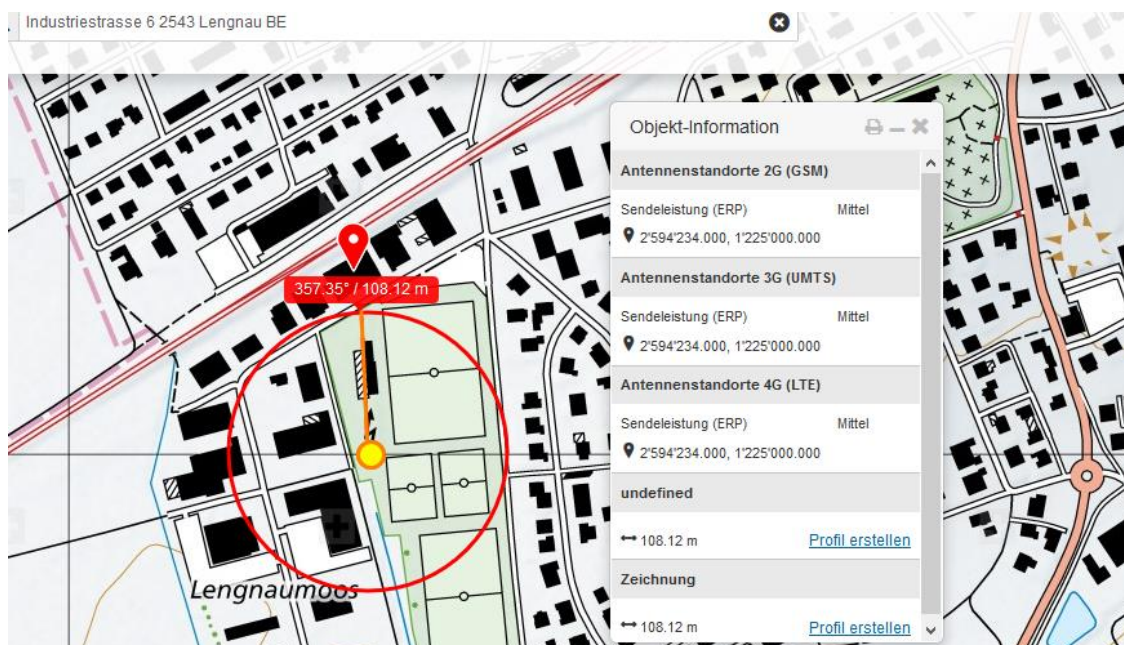 Industriestrasse 6 2543 Lengnau BE
357.35° / 108.12 m
Lengnaumoos
Objekt-Information
Antennenstandorte 2G (GSM)
Sendeleistung (ERP) Mittel
2'594'234.000, 1'225'000.000
Antennenstandorte 3G (UMTS)
Sendeleistung (ERP) Mittel
2'594'234.000, 1'225'000.000
Antennenstandorte 4G (LTE)
Sendeleistung (ERP) Mittel
2'594'234.000, 1'225'000.000
undefined
108.12 m Profil erstellen
Zeichnung
108.12 m Profil erstellen